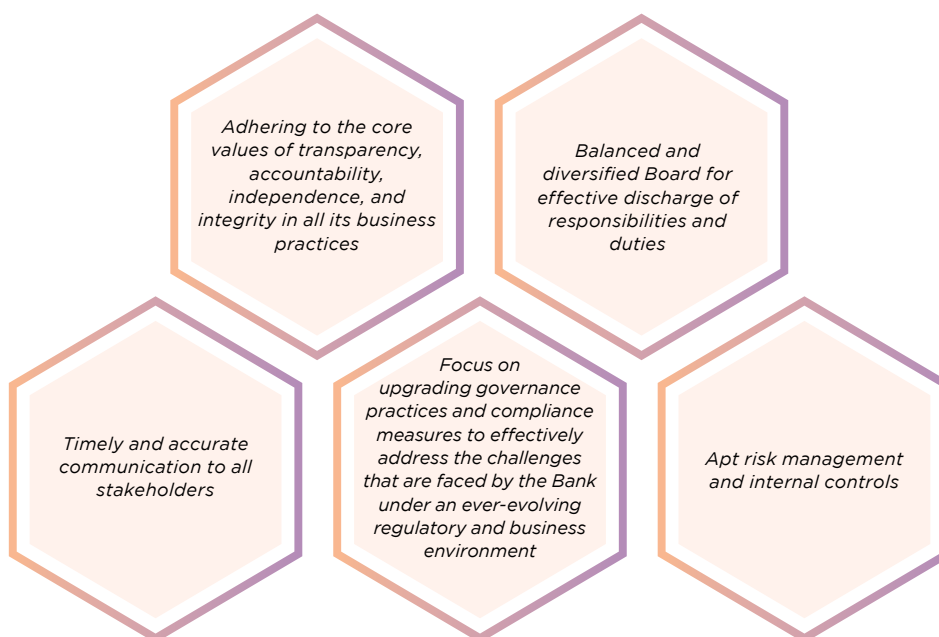 Adhering to the core
values of transparency,
accountability,
independence, and
integrity in all its business
practices
Balanced and
diversified Board for
effective discharge of
responsibilities and
duties
Timely and accurate
communication to all
stakeholders
Focus on
upgrading governance
practices and compliance
measures to effectively
address the challenges
that are faced by the Bank
under an ever-evolving
regulatory and business
environment
Apt risk management
and internal controls